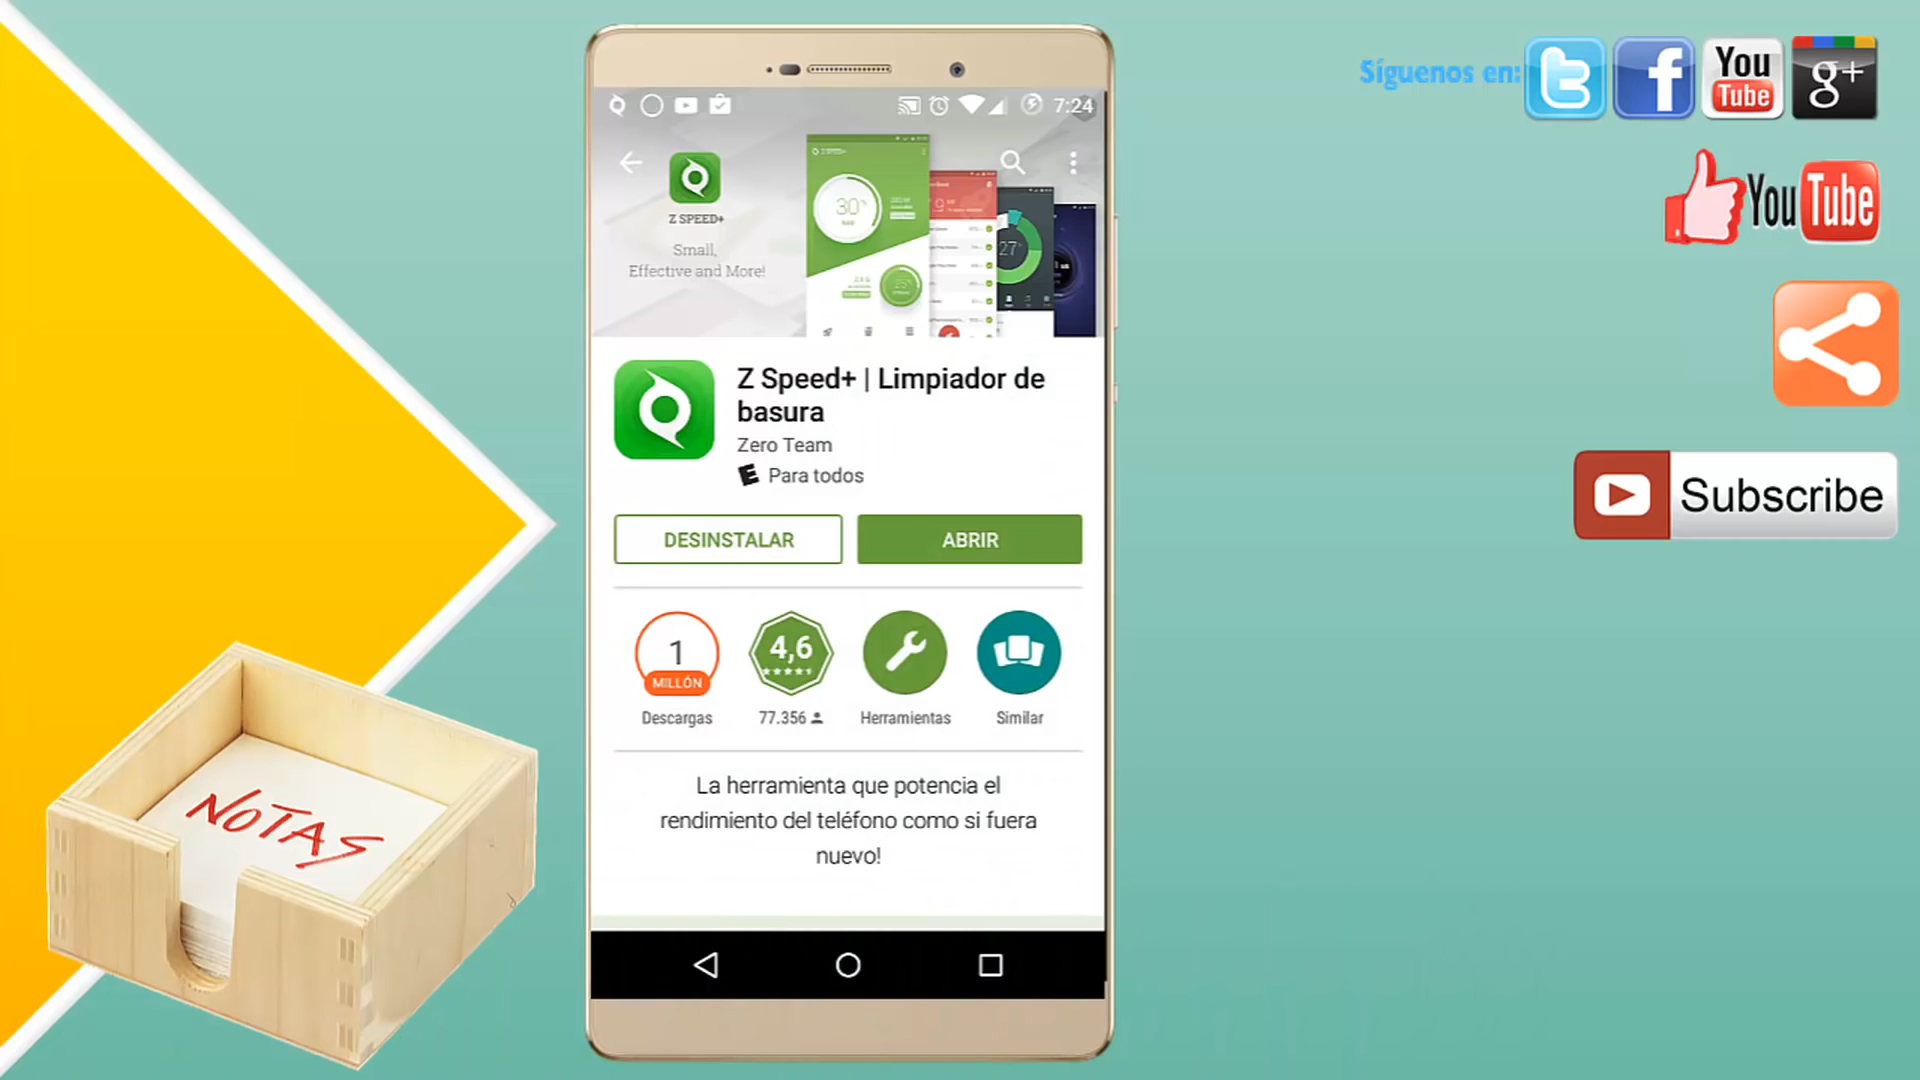 Síguenos en:
You
Tube
g+
You Tube
Subscribe
7:24
Z SPEED+
Small,
Effective and More!
30
27
Z Speed+ | Limpiador de
basura
Zero Team
E Para todos
DESINSTALAR
ABRIR
1
MILLÓN
4,6
Descargas
77.356
Herramientas
Similar
La herramienta que potencia el
rendimiento del teléfono como si fuera
nuevo!
NOTAS